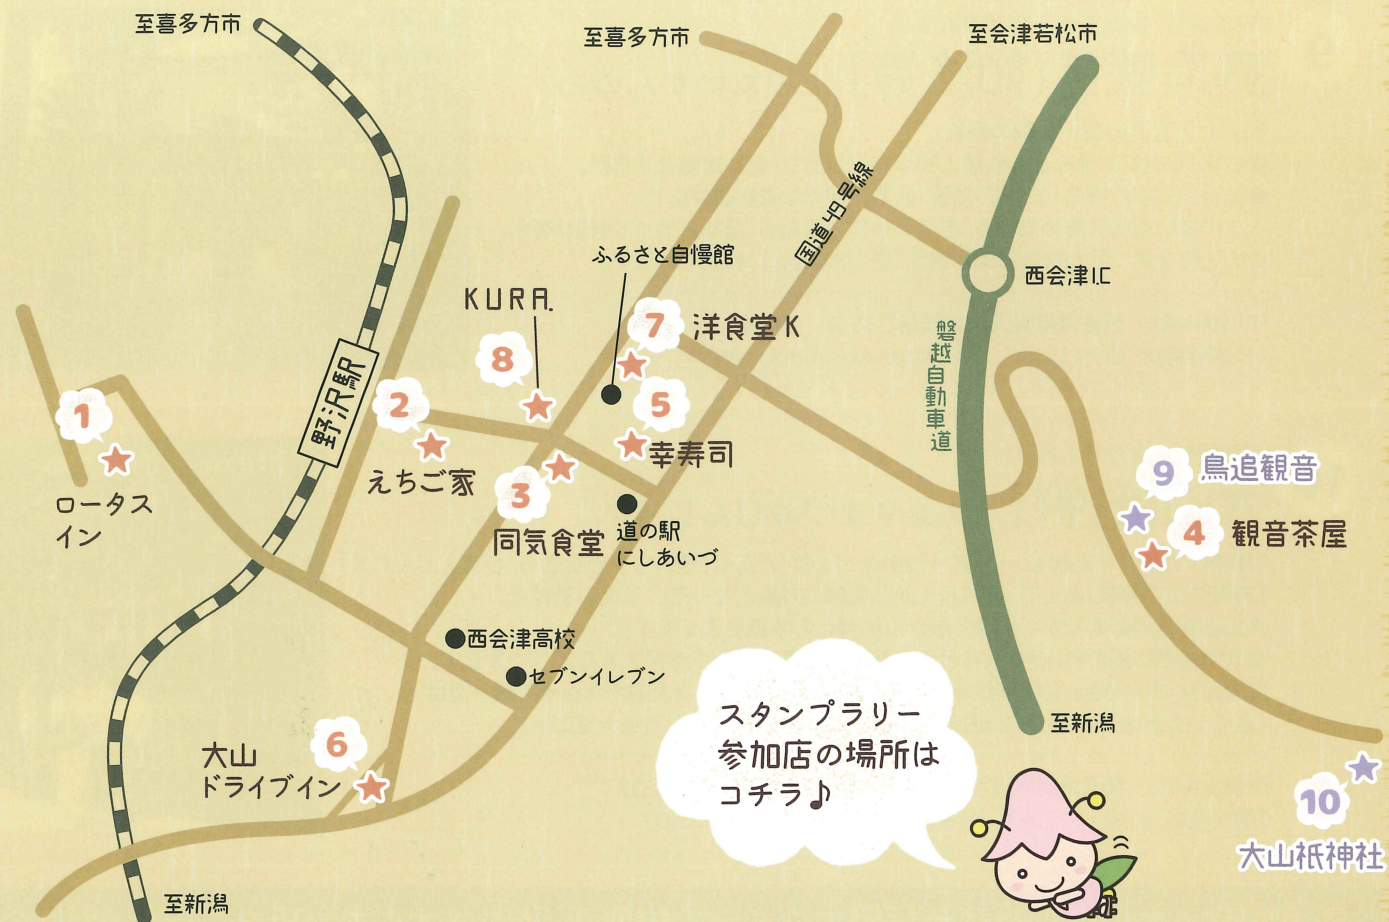 至喜多方市
至喜多方市
至会津若松市
国道49号線
ふるさと自慢館
西会津I.C
KURA.
7
洋食堂K
8
磐越自動車道
野沢駅
2
5
1
幸寿司
えちご家
3
9
鳥追観音
ロータス
イン
同気食堂
道の駅
にしあいづ
4
観音茶屋
西会津高校
セブンイレブン
スタンプラリー
参加店の場所は
コチラ♪
至新潟
6
大山
ドライブイン
10
大山祇神社
至新潟